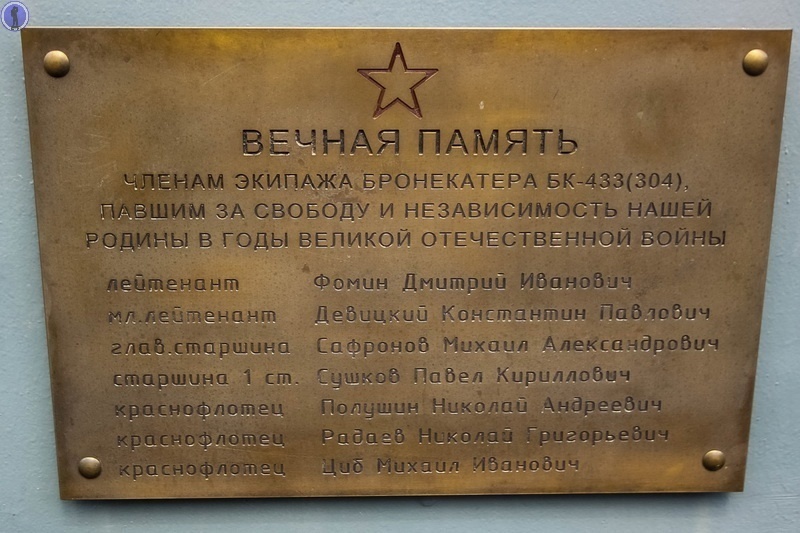 ВЕЧНАЯ ПАМЯТЬ
ЧЛЕНАМ ЭКИПАЖА БРОНЕКАТЕРА БК-433(304),
ПАВШИМ ЗА СВОБОДУ И НЕЗАВИСИМОСТЬ НАШЕЙ
РОДИНЫ В ГОДЫ ВЕЛИКОЙ ОТЕЧЕСТВЕННОЙ ВОЙНЫ
лейтенант Фомин Дмитрий Иванович
мл.лейтенант Девицкий Константин Павлович
глав.старшина Сафронов Михаил Александрович
старшина 1 ст. Сушков Павел Кириллович
краснофлотец Полушин Николай Андреевич
краснофлотец Радаев Николай Григорьевич
краснофлотец Циб Михаил Иванович